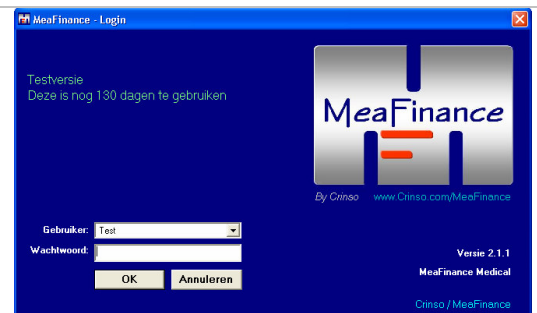 MeaFinance - Login
Testversie
Deze is nog 130 dagen te gebruiken
MeaFinance
By Crinso www.Crinso.com/MeaFinance
Gebruiker: Test
Wachtwoord:
OK Annuleren
Versie 2.1.1
MeaFinance Medical
Crinso / MeaFinance